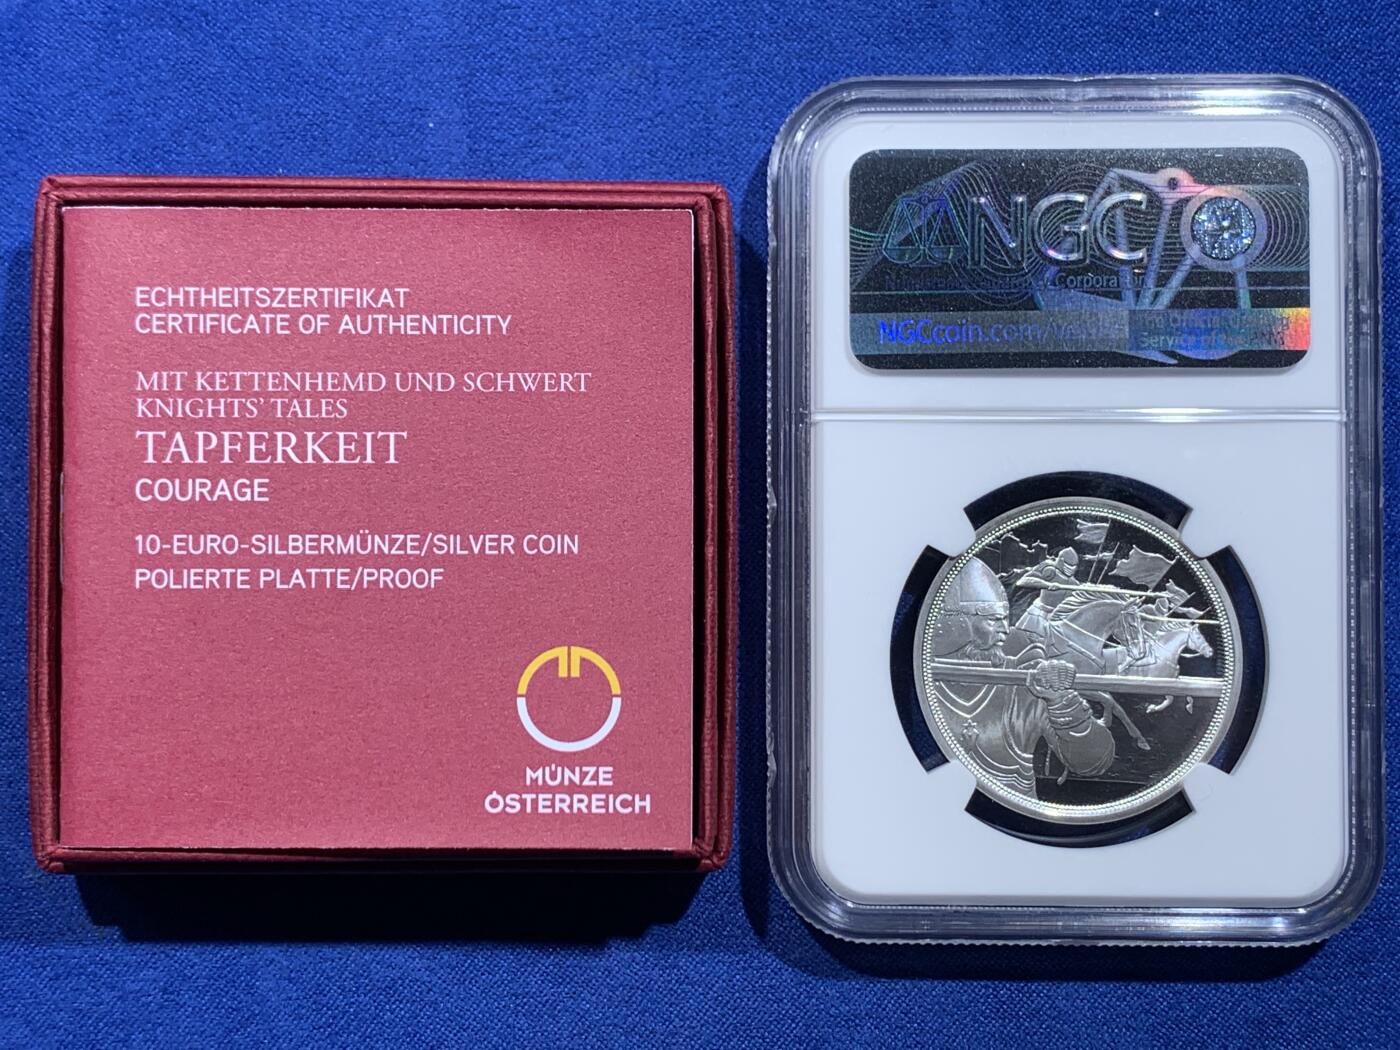 ECHTHEITSZERTIFIKAT
CERTIFICATE OF AUTHENTICITY
MIT KETTENHEMD UND SCHWERT
KNIGHTS' TALES
TAPFERKEIT
COURAGE
10-EURO-SILBERMÜNZE/SILVER COIN
POLIERTE PLATTE/PROOF
MÜNZE
ÖSTERREICH
NGC
Corporation
NGCcoin.com/